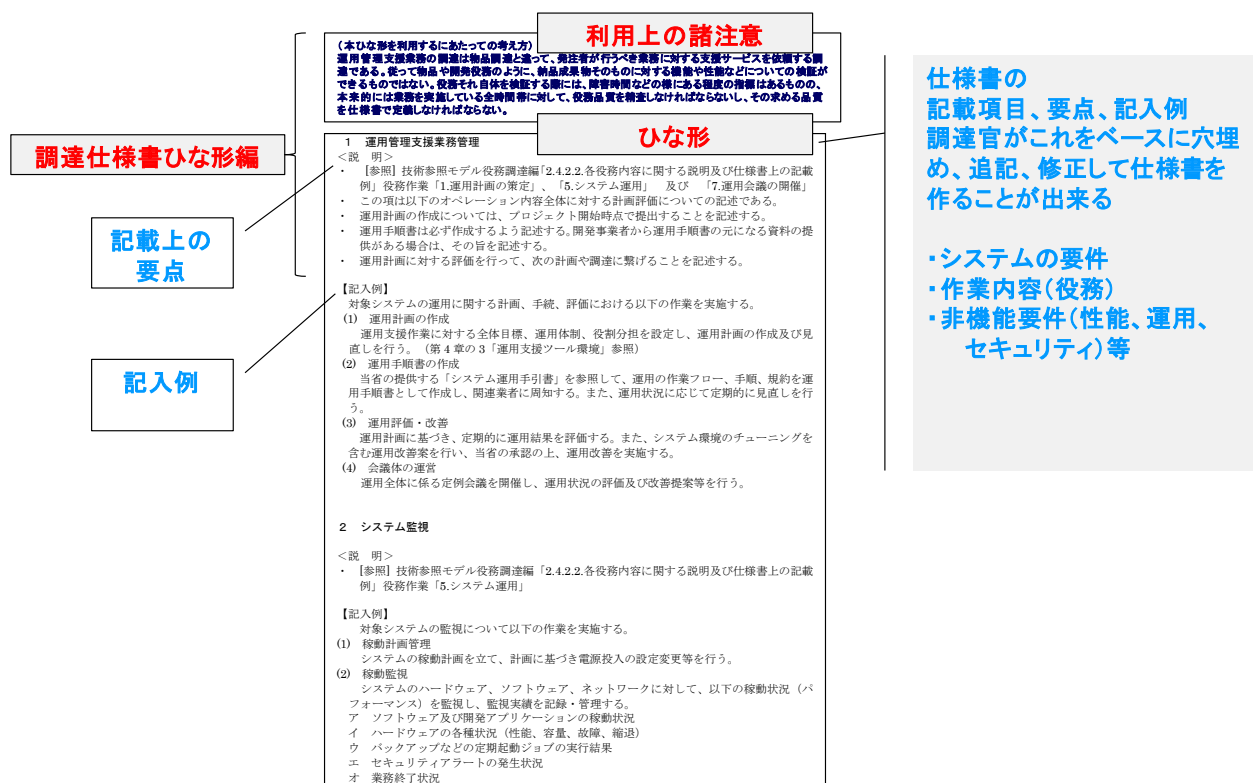 利用上の諸注意
(本ひな形を利用するにあたっての考え方)
運用管理支援業務の調達は物品調達と違って、発注者が行うべき業務に対する支援サービスを依頼する調
達である。従って物品や開発役務のように、納品成果物そのものに対する機能や性能などについての検証が
できるものではない。役務それ自体を検証する際には、障害時間などの様にある程度の指標はあるものの、
本来的には業務を実施している全時間帯に対して、役務品質を精査しなければならないし、その求める品質
を仕様書で定義しなければならない。
調達仕様書ひな形編
ひな形
1 運用管理支援業務管理
<説 明>
・ [参照] 技術参照モデル役務調達編「2.4.2.2.各役務内容に関する説明及び仕様書上の記載
例」役務作業「1.運用計画の策定」、「5.システム運用」 及び 「7.運用会議の開催」
・ この項は以下のオペレーション内容全体に対する計画評価についての記述である。
・ 運用計画の作成については、プロジェクト開始時点で提出することを記述する。
・ 運用手順書は必ず作成するよう記述する。開発事業者から運用手順書の元になる資料の提
供がある場合は、その旨を記述する。
・ 運用計画に対する評価を行って、次の計画や調達に繋げることを記述する。
記載上の
要点
【記入例】
対象システムの運用に関する計画、手続、評価における以下の作業を実施する。
(1) 運用計画の作成
運用支援作業に対する全体目標、運用体制、役割分担を設定し、運用計画の作成及び見
直しを行う。(第 4 章の 3「運用支援ツール環境」参照)
(2) 運用手順書の作成
当省の提供する「システム運用手引書」を参照して、運用の作業フロー、手順、規約を運
用手順書として作成し、関連業者に周知する。また、運用状況に応じて定期的に見直しを行
う。
(3) 運用評価・改善
運用計画に基づき、定期的に運用結果を評価する。また、システム環境のチューニングを
含む運用改善案を行い、当省の承認の上、運用改善を実施する。
(4) 会議体の運営
運用全体に係る定例会議を開催し、運用状況の評価及び改善提案等を行う。
記入例
2 システム監視
<説 明>
・ [参照] 技術参照モデル役務調達編「2.4.2.2.各役務内容に関する説明及び仕様書上の記載
例」役務作業「5.システム運用」
【記入例】
対象システムの監視について以下の作業を実施する。
(1) 稼動計画管理
システムの稼動計画を立て、計画に基づき電源投入の設定変更等を行う。
(2) 稼動監視
システムのハードウェア、ソフトウェア、ネットワークに対して、以下の稼動状況(パ
フォーマンス)を監視し、監視実績を記録・管理する。
ア ソフトウェア及び開発アプリケーションの稼動状況
イ ハードウェアの各種状況(性能、容量、故障、縮退)
ウ バックアップなどの定期起動ジョブの実行結果
エ セキュリティアラートの発生状況
オ 業務終了状況
仕様書の
記載項目、要点、記入例
調達官がこれをベースに穴埋
め、追記、修正して仕様書を
作ることが出来る
・システムの要件
・作業内容(役務)
・非機能要件(性能、運用、
セキュリティ)等